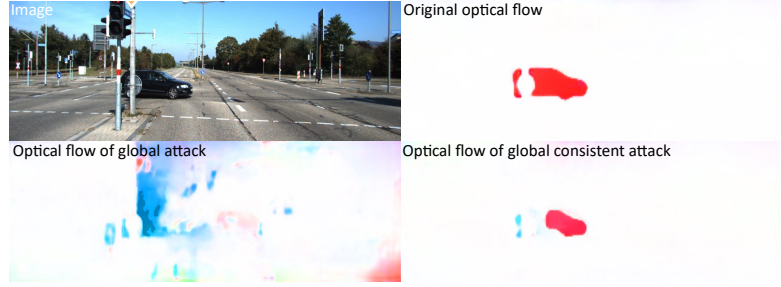 Image
Original optical flow
Optical flow of global attack
Optical flow of global consistent attack